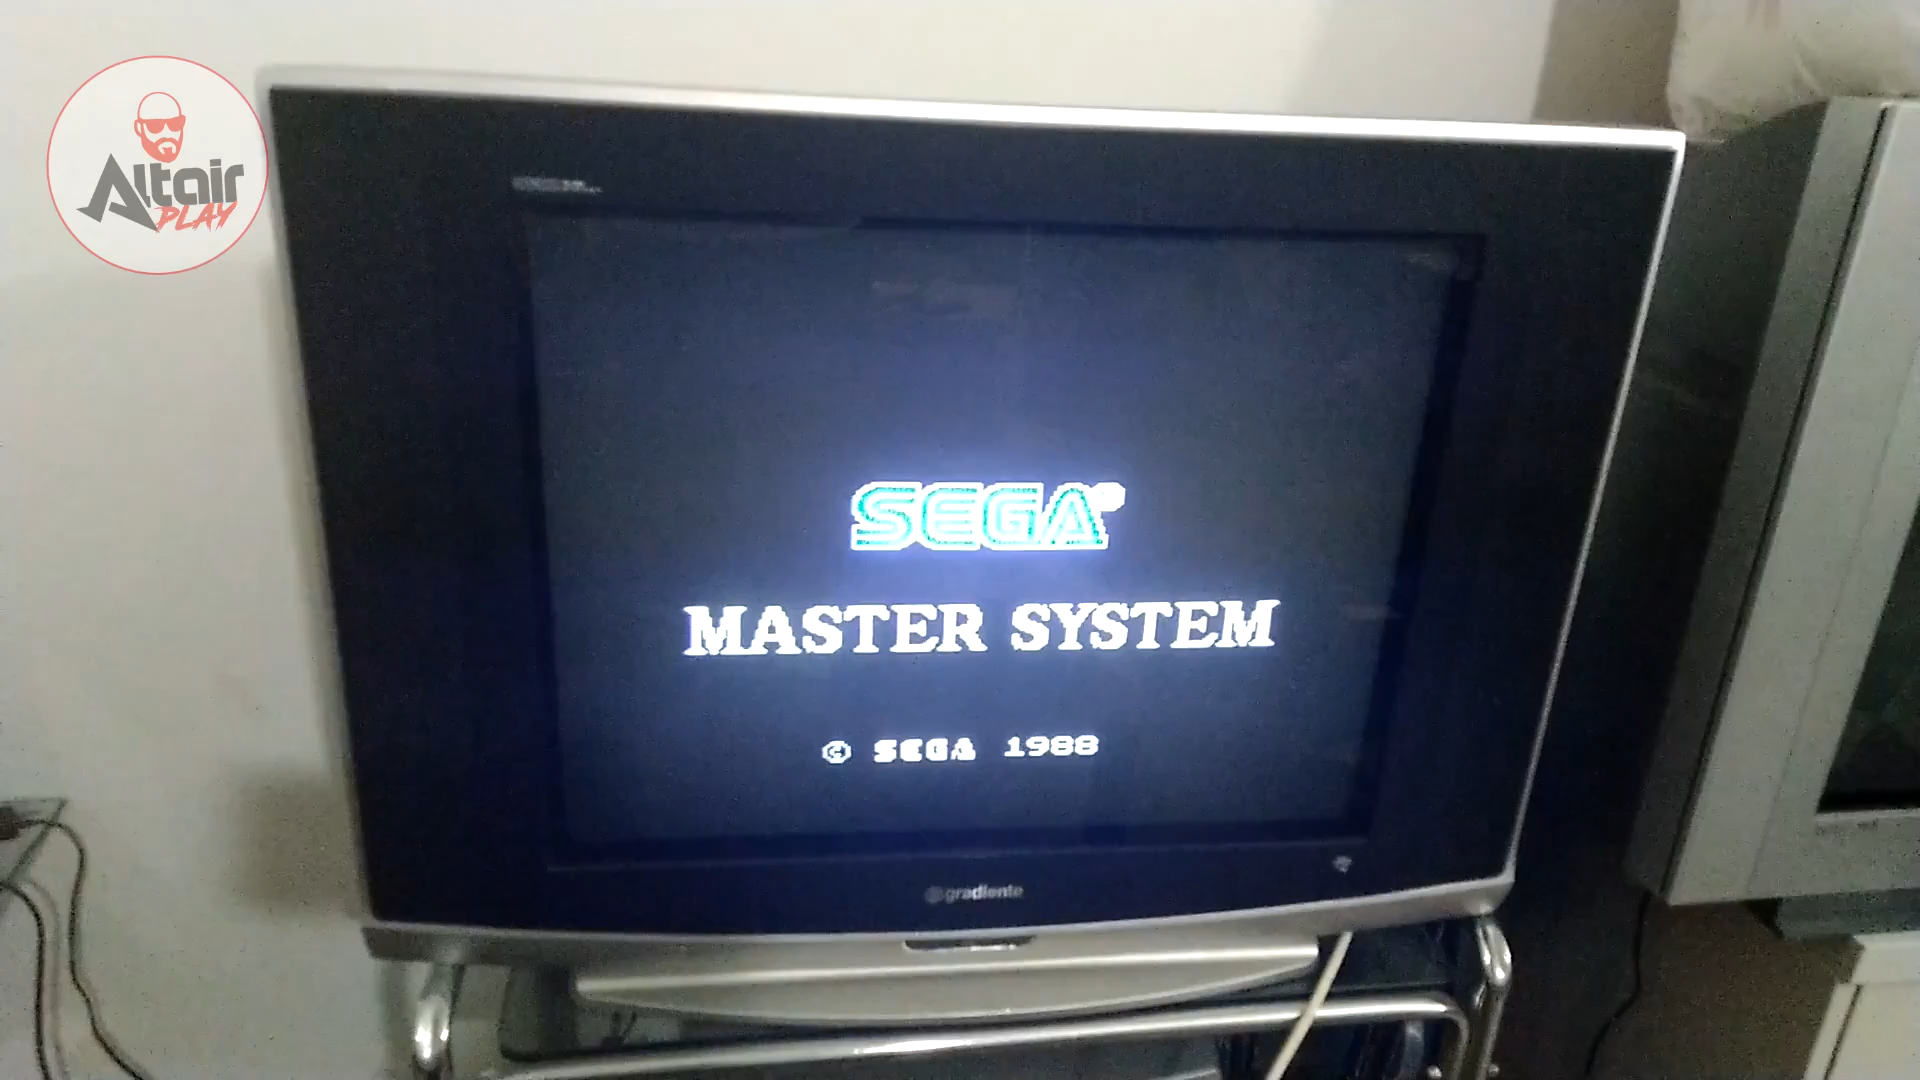 Altair
PLAY
SEGA®
MASTER SYSTEM
© SEGA 1988
gradiente